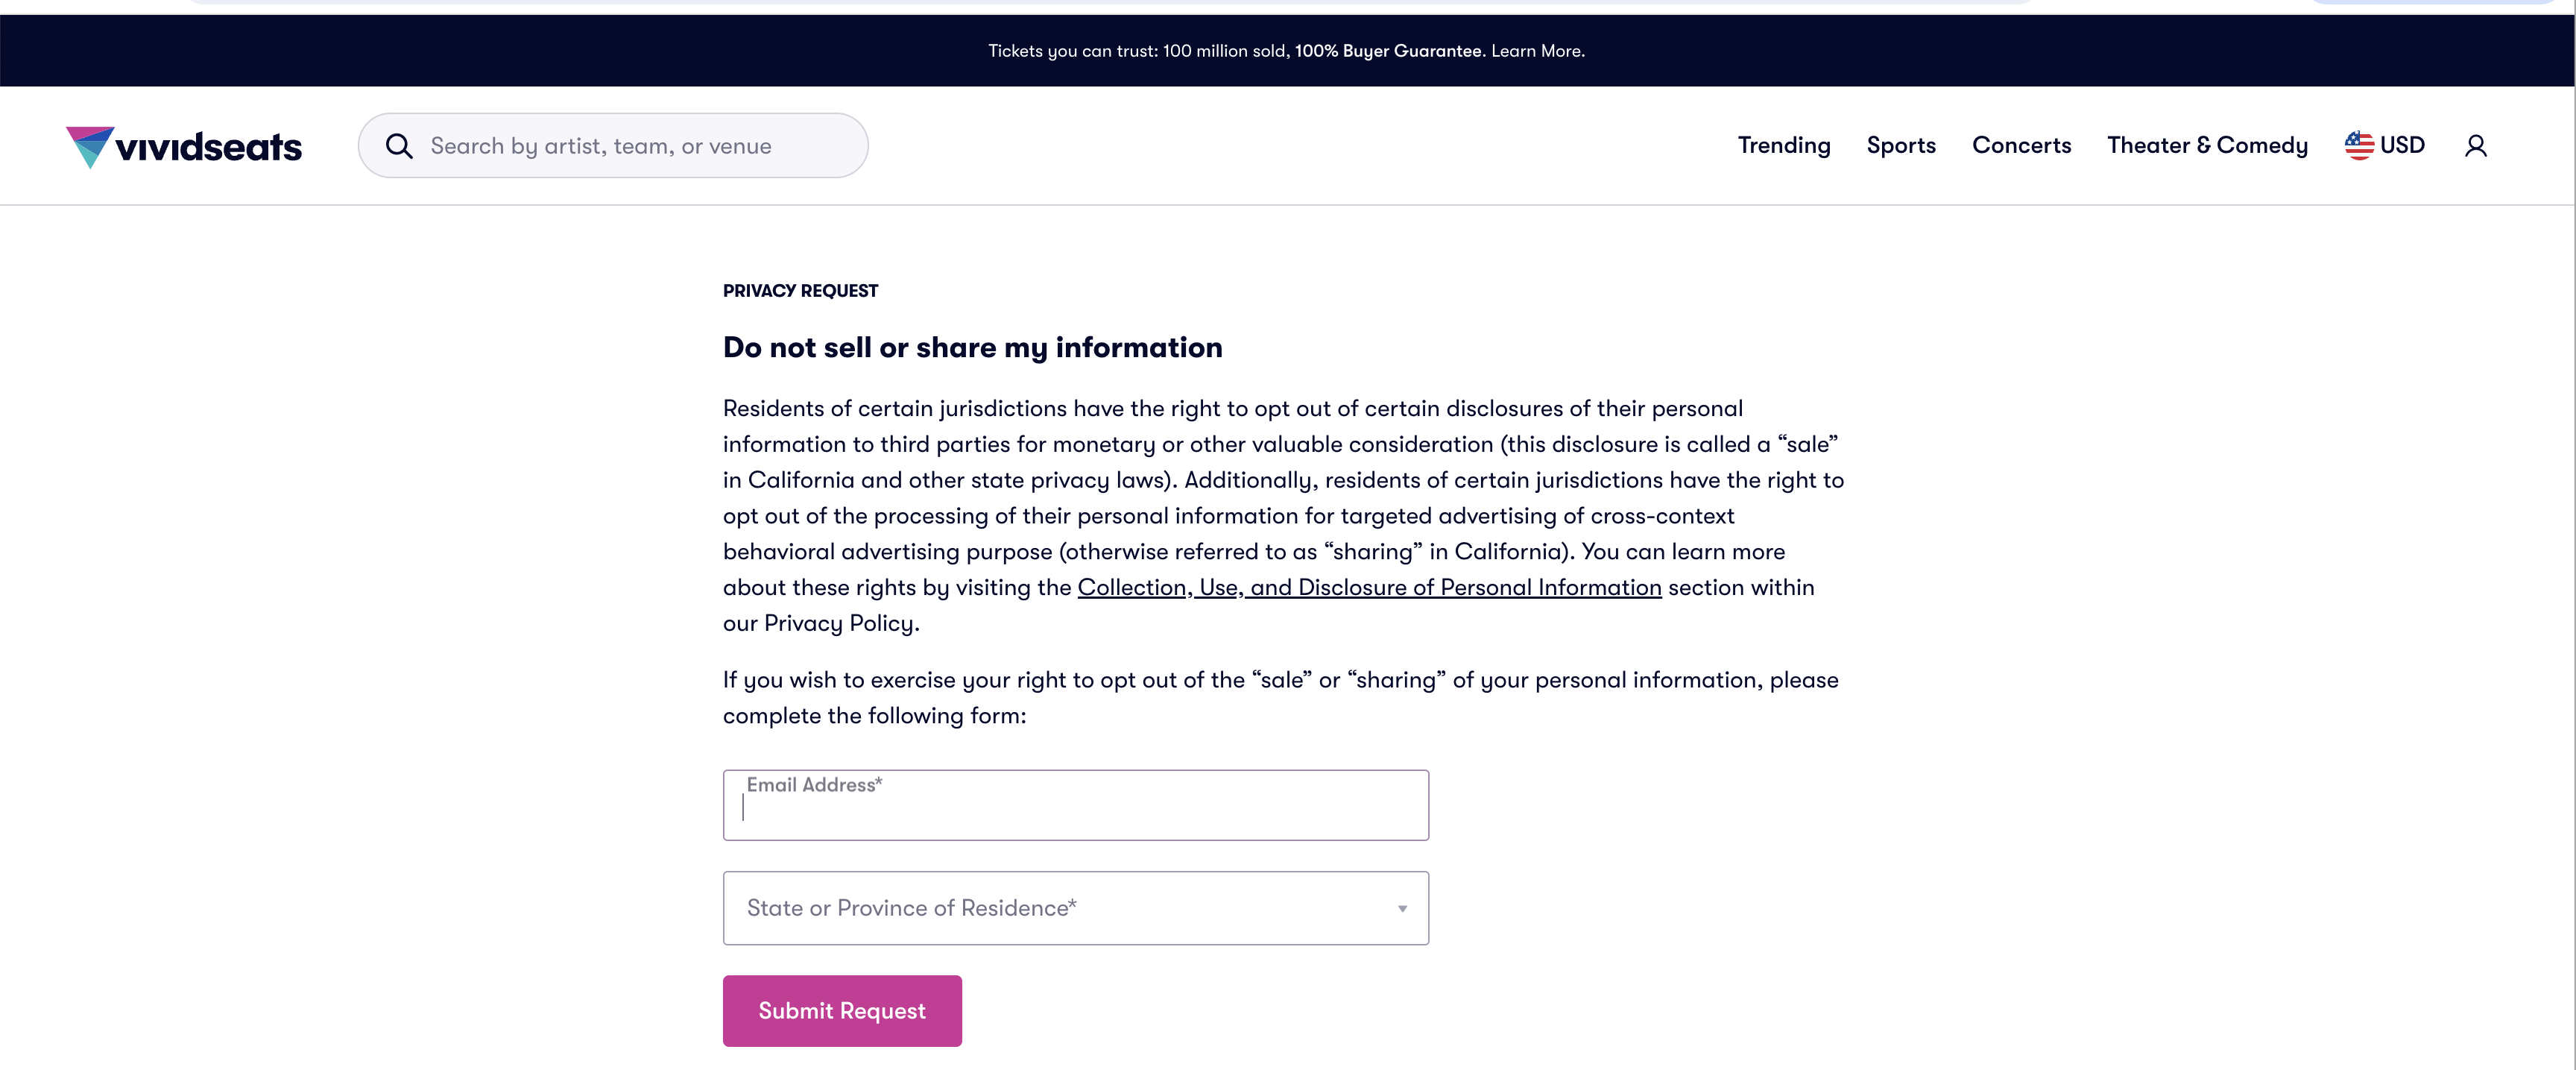 Tickets you can trust: 100 million sold, 100% Buyer Guarantee. Learn More.
vividseats
Search by artist, team, or venue
Trending
Sports
Concerts
Theater & Comedy
USD
PRIVACY REQUEST
Do not sell or share my information
Residents of certain jurisdictions have the right to opt out of certain disclosures of their personal
information to third parties for monetary or other valuable consideration (this disclosure is called a “sale”
in California and other state privacy laws). Additionally, residents of certain jurisdictions have the right to
opt out of the processing of their personal information for targeted advertising of cross-context
behavioral advertising purpose (otherwise referred to as “sharing” in California). You can learn more
about these rights by visiting the Collection, Use, and Disclosure of Personal Information section within
our Privacy Policy.
If you wish to exercise your right to opt out of the “sale” or “sharing” of your personal information, please
complete the following form:
Email Address*
State or Province of Residence*
Submit Request